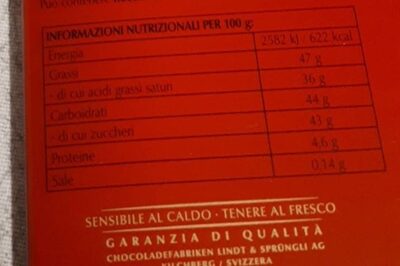 Può contenere
INFORMAZIONI NUTRIZIONALI PER 100 g:
Energia 2582 kJ / 622 kcal
Grassi 47 g
- di cui acidi grassi saturi 36 g
Carboidrati 44 g
- di cui zuccheri 43 g
Proteine 4,6 g
Sale 0,14 g
SENSIBILE AL CALDO · TENERE AL FRESCO
GARANZIA DI QUALITÀ
CHOCOLADEFABRIKEN LINDT & SPRÜNGLI AG
KILCHBERG / SVIZZERA